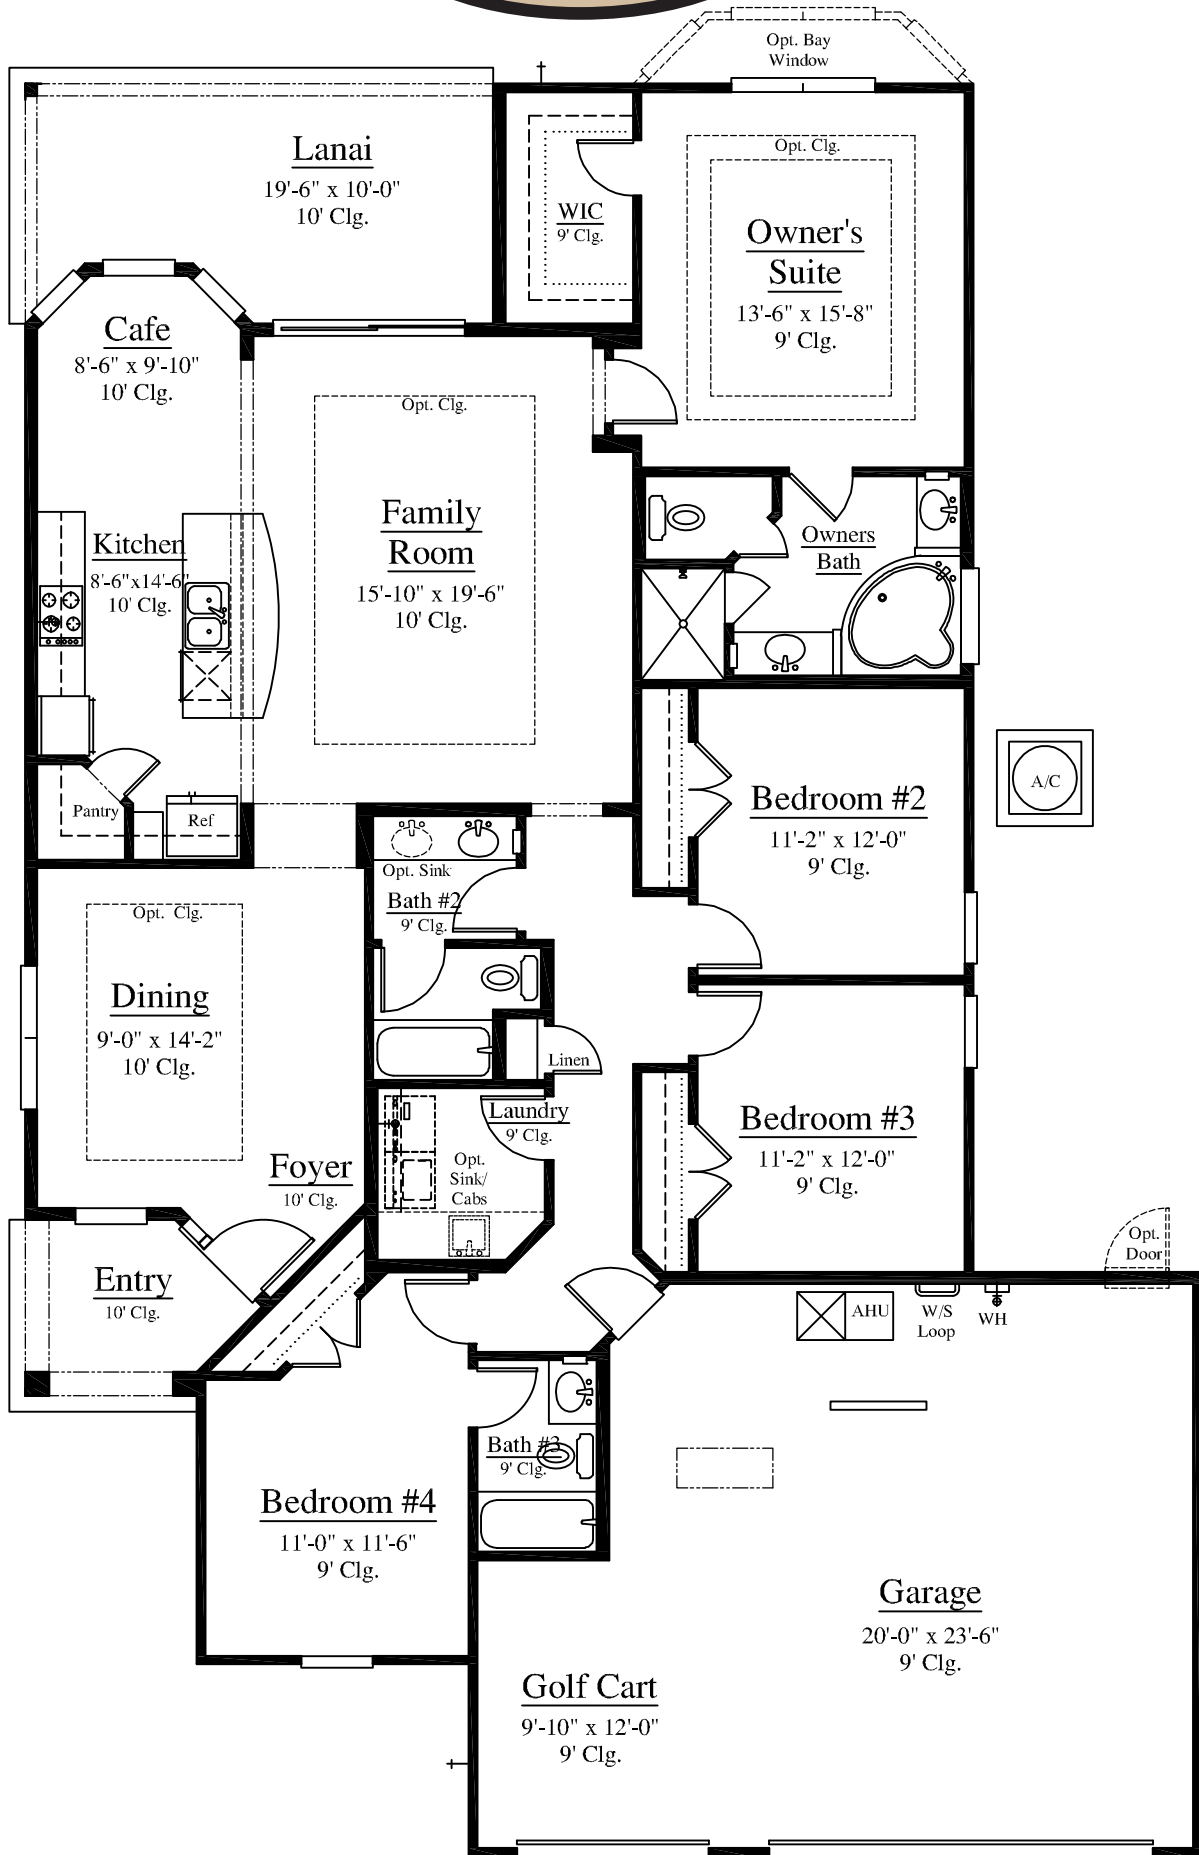 Opt. Bay
Window
Lanai
19'-6" x 10'-0"
10' Clg.
WIC
9' Clg.
Opt. Clg.
Owner's
Suite
13'-6" x 15'-8"
9' Clg.
Cafe
8'-6" x 9'-10"
10' Clg.
Opt. Clg.
Family
Room
15'-10" x 19'-6"
10' Clg.
Kitchen
8'-6"x14'-6"
10' Clg.
Owners
Bath
Pantry
Ref
Bedroom #2
11'-2" x 12'-0"
9' Clg.
A/C
Opt. Sink
Bath #2
9' Clg.
Opt. Clg.
Dining
9'-0" x 14'-2"
10' Clg.
Linen
Laundry
9' Clg.
Opt.
Sink/
Cabs
Bedroom #3
11'-2" x 12'-0"
9' Clg.
Foyer
10' Clg.
Entry
10' Clg.
Opt.
Door
AHU
W/S
Loop
WH
Bath #3
9' Clg.
Bedroom #4
11'-0" x 11'-6"
9' Clg.
Garage
20'-0" x 23'-6"
9' Clg.
Golf Cart
9'-10" x 12'-0"
9' Clg.